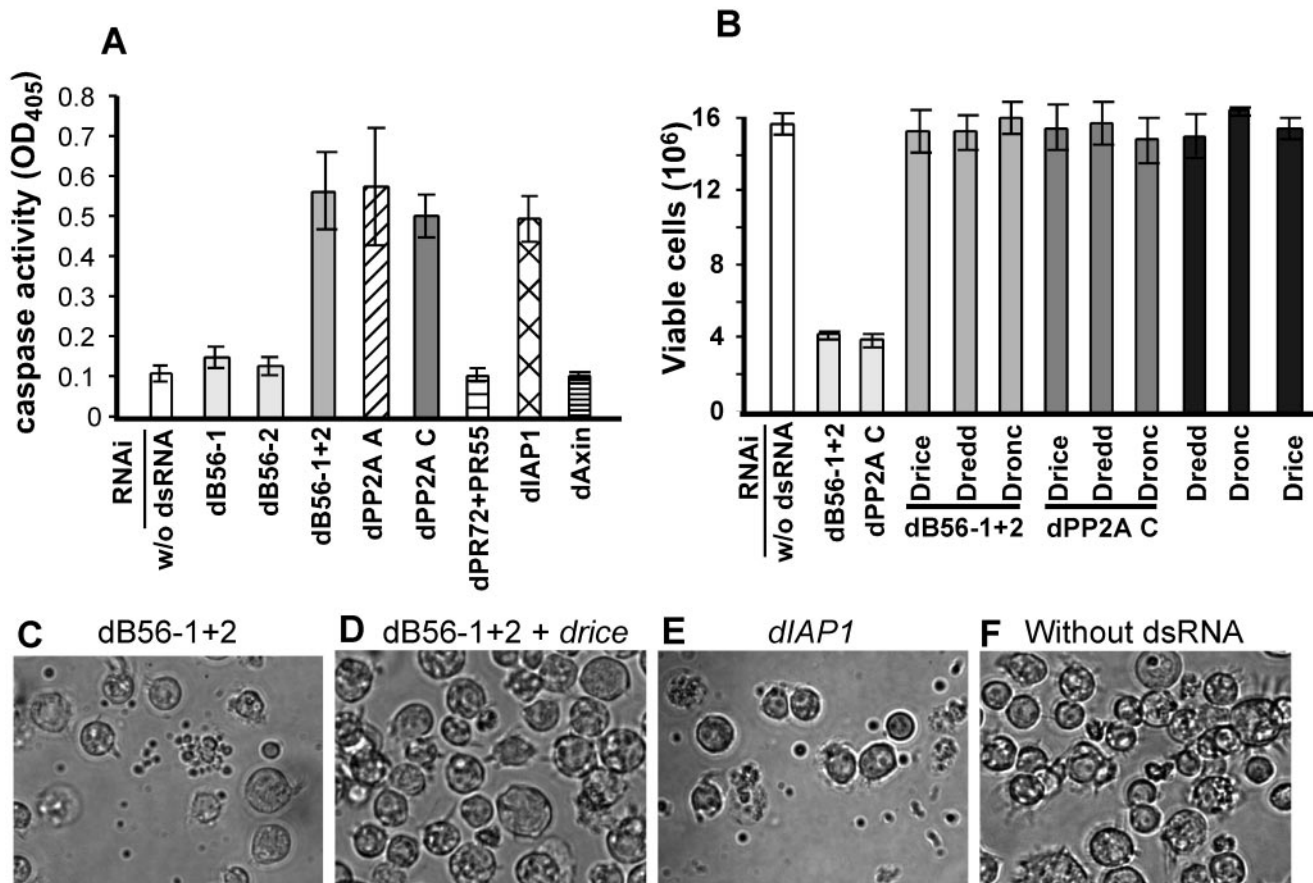 A
caspase activity (OD405)
0.8
0.7
0.6
0.5
0.4
0.3
0.2
0.1
0
RNAi
w/o dsRNA
dB56-1
dB56-2
dB56-1+2
dPP2A A
dPP2A C
dPR72+PR55
dIAP1
dAxin
B
Viable cells (10⁶)
16
12
8
4
0
RNAi
w/o dsRNA
dB56-1+2
dPP2A C
Drice
Dredd
Dronc
Drice
Dredd
Dronc
Dredd
Dronc
Drice
dB56-1+2
dPP2A C
C dB56-1+2
D dB56-1+2 + drice
E dIAP1
F Without dsRNA